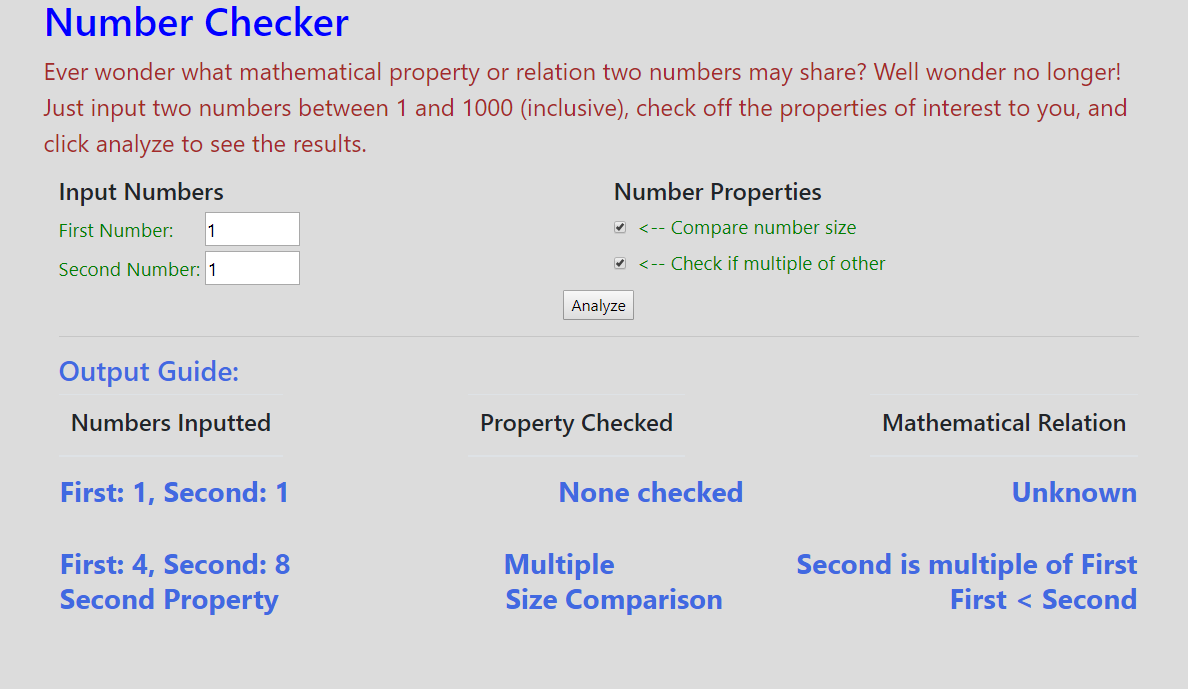 Number Checker
Ever wonder what mathematical property or relation two numbers may share? Well wonder no longer!
Just input two numbers between 1 and 1000 (inclusive), check off the properties of interest to you, and
click analyze to see the results.
Input Numbers
First Number: 1
Second Number: 1
Number Properties
<-- Compare number size
<-- Check if multiple of other
Analyze
Output Guide:
Numbers Inputted Property Checked Mathematical Relation
First: 1, Second: 1 None checked Unknown
First: 4, Second: 8 Multiple Second is multiple of First
Second Property Size Comparison First < Second